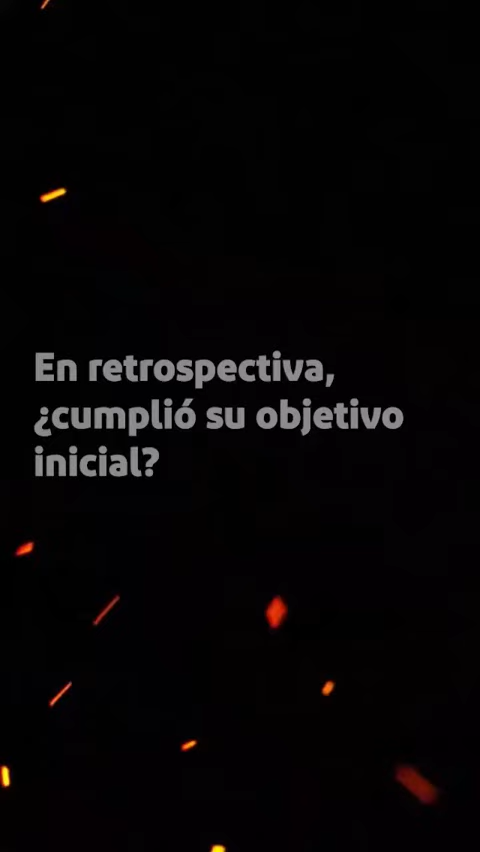 En retrospectiva,
¿cumplió su objetivo
inicial?